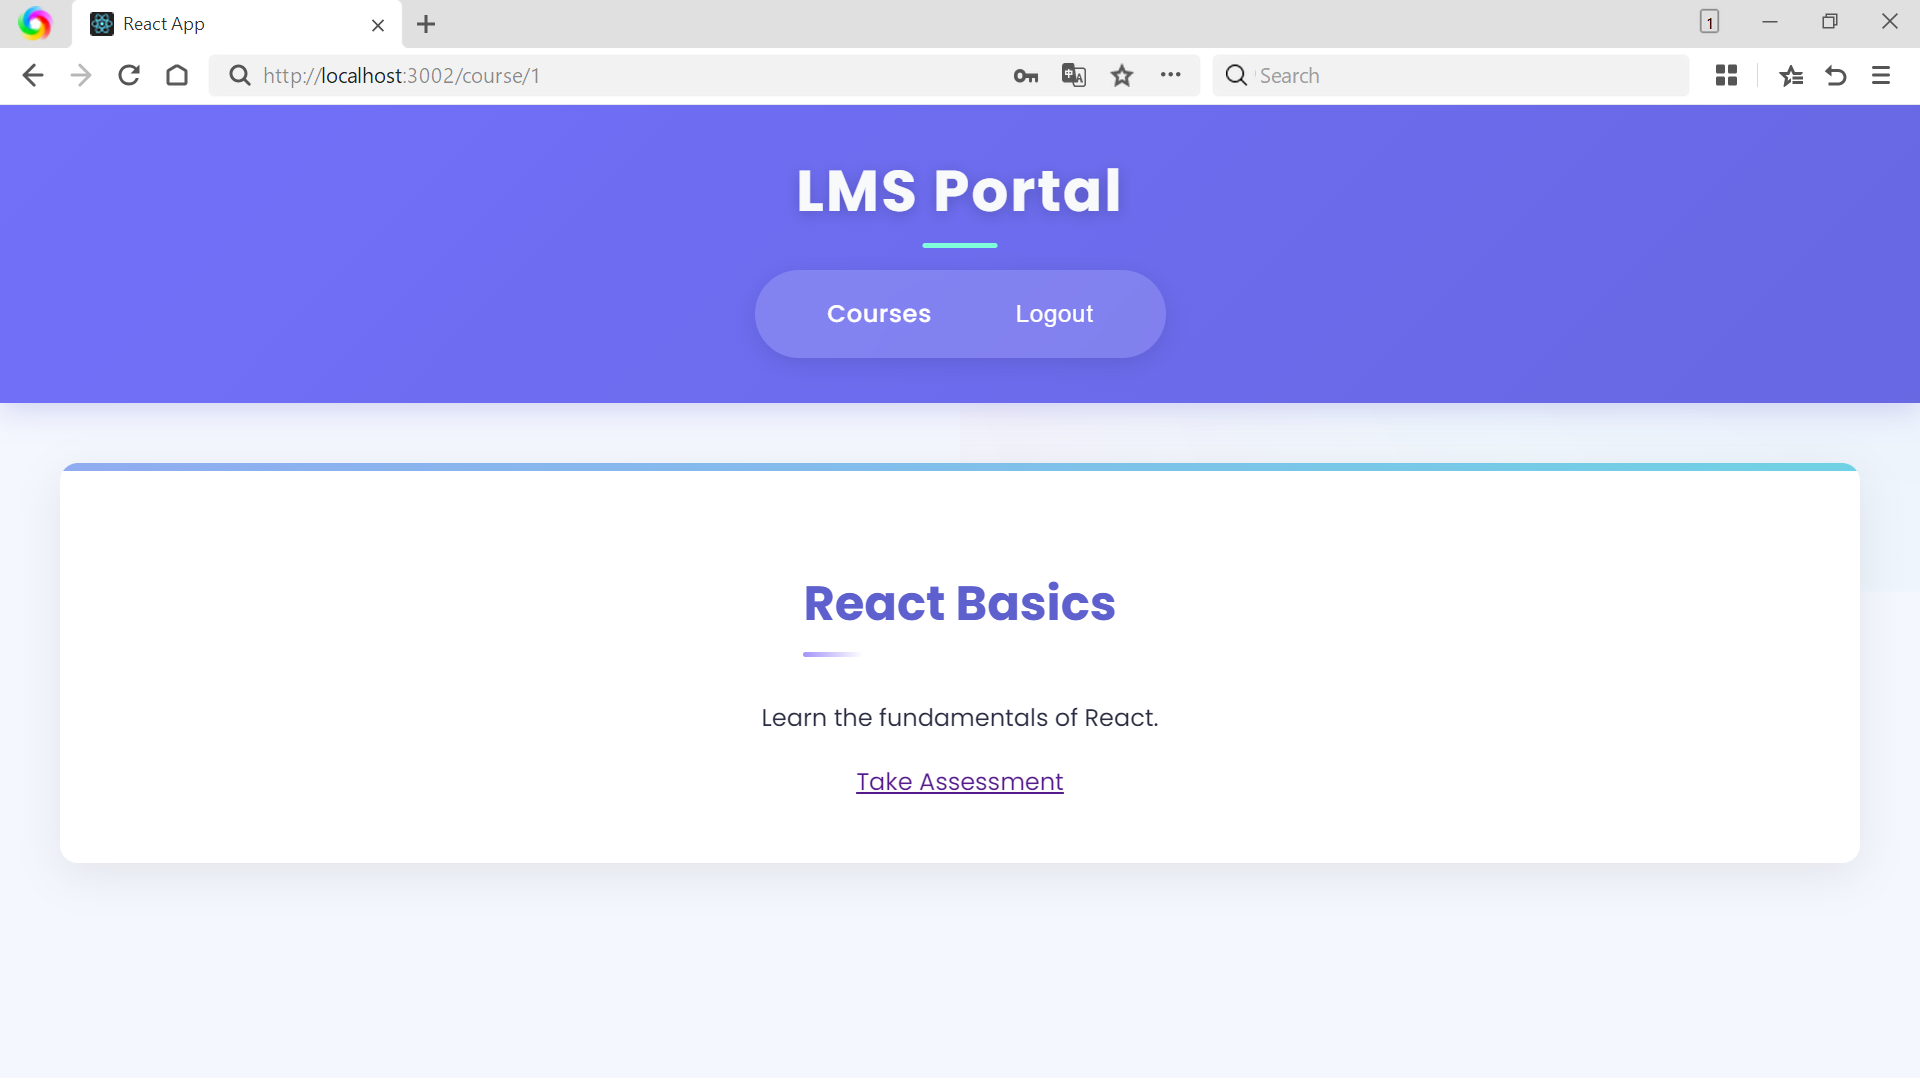 React App
1
http://localhost:3002/course/1
Search
LMS Portal
Courses Logout
React Basics
Learn the fundamentals of React.
Take Assessment